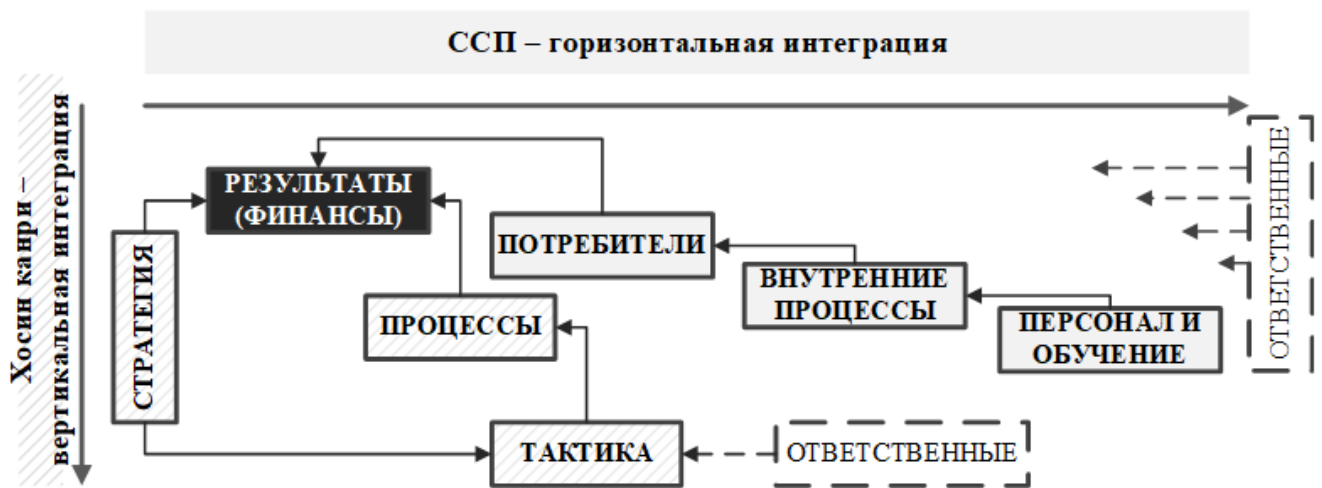 ССП – горизонтальная интеграция
Хосин канри –
вертикальная интеграция
РЕЗУЛЬТАТЫ
(ФИНАНСЫ)
ПОТРЕБИТЕЛИ
ВНУТРЕННИЕ
ПРОЦЕССЫ
ПЕРСОНАЛ И
ОБУЧЕНИЕ
ОТВЕТСТВЕННЫЕ
СТРАТЕГИЯ
ПРОЦЕССЫ
ТАКТИКА
ОТВЕТСТВЕННЫЕ